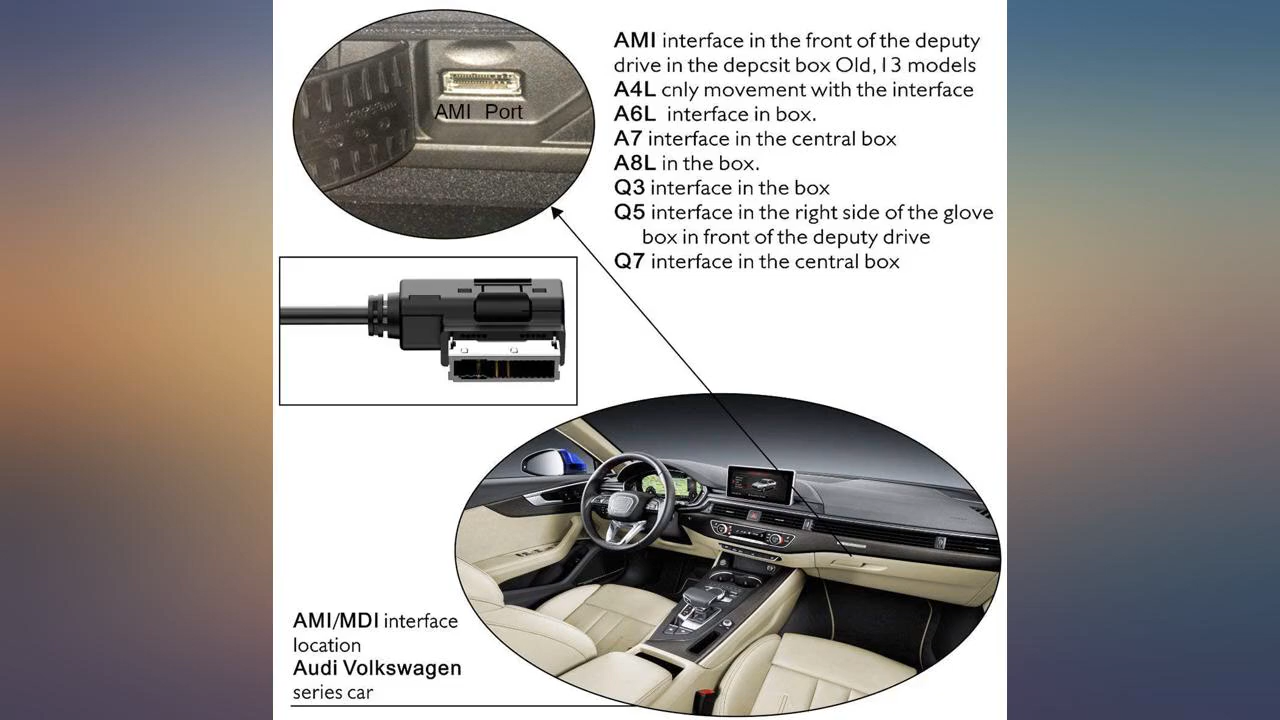 AMI Port
AMI interface in the front of the deputy
drive in the depcsit box Old,13 models
A4L cnly movement with the interface
A6L interface in box.
A7 interface in the central box
A8L in the box.
Q3 interface in the box
Q5 interface in the right side of the glove
box in front of the deputy drive
Q7 interface in the central box
AMI/MDI interface
location
Audi Volkswagen
series car